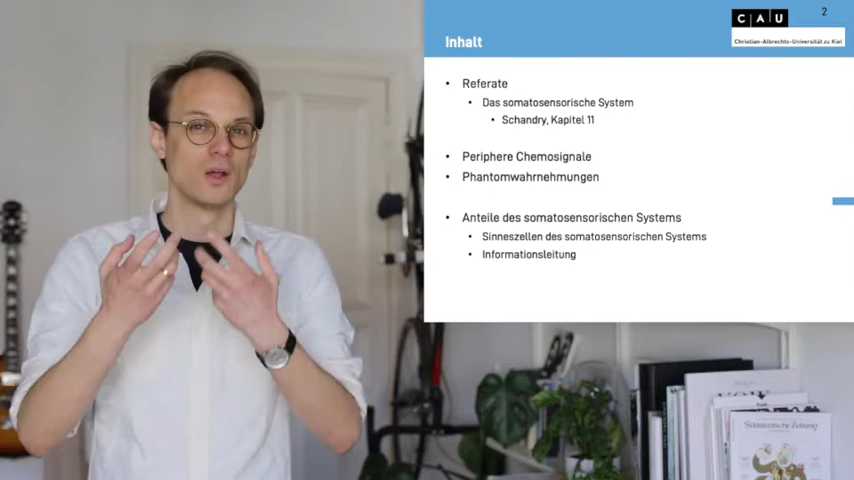 2
C A U
Christian-Albrechts-Universität zu Kiel
Inhalt
Referate
Das somatosensorische System
Schandry, Kapitel 11
Periphere Chemosignale
Phantomwahrnehmungen
Anteile des somatosensorischen Systems
Sinneszellen des somatosensorischen Systems
Informationsleitung
Süddeutsche Zeitung